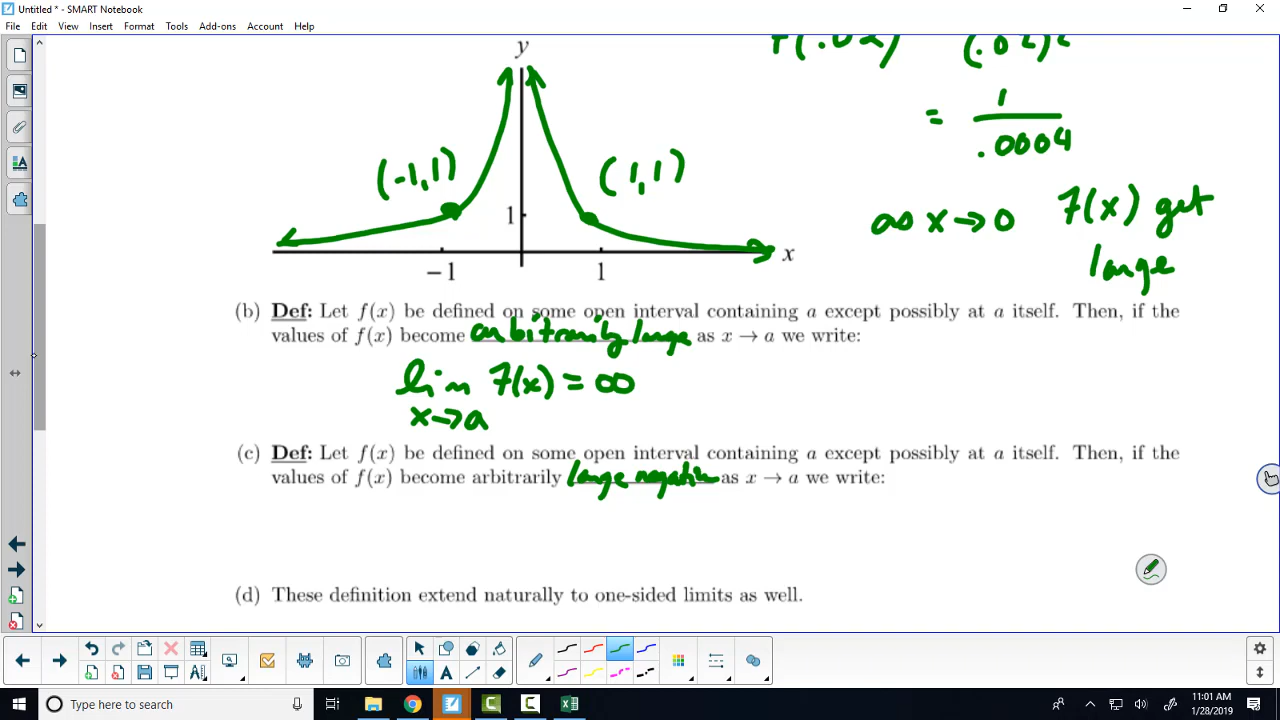 Untitled * - SMART Notebook
File Edit View Insert Format Tools Add-ons Account Help
y
(-1,1)
(1,1)
1
-1
1
x
f(.02) (.02)²
= 1
.0004
as x → 0 f(x) get
large
(b) Def: Let f(x) be defined on some open interval containing a except possibly at a itself. Then, if the
values of f(x) become arbitrarily large as x → a we write:
lim f(x) = ∞
x→a
(c) Def: Let f(x) be defined on some open interval containing a except possibly at a itself. Then, if the
values of f(x) become arbitrarily large negative as x → a we write:
(d) These definition extend naturally to one-sided limits as well.
A
Type here to search
11:01 AM
1/28/2019